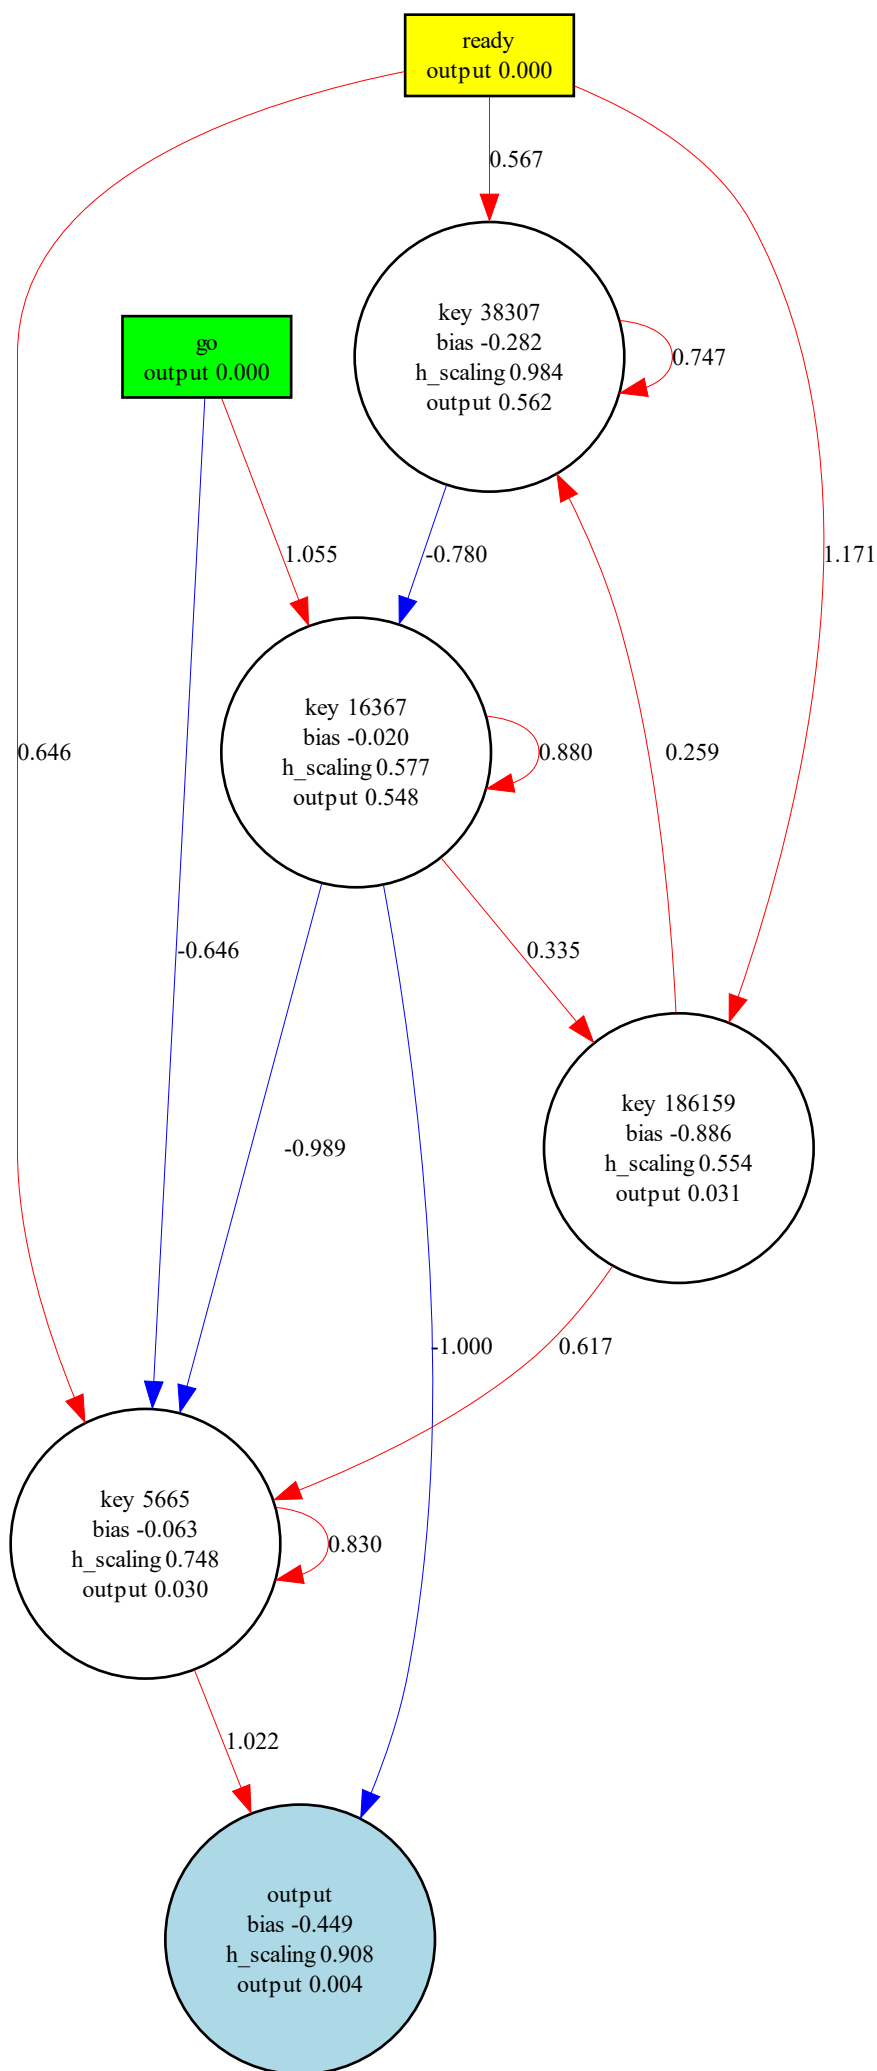 ready
output 0.000
0.567
key 38307
bias -0.282
h_scaling 0.984
output 0.562
0.747
go
output 0.000
1.055
-0.780
1.171
key 16367
bias -0.020
h_scaling 0.577
output 0.548
0.880
0.646
0.259
-0.646
0.335
key 186159
bias -0.886
h_scaling 0.554
output 0.031
-0.989
-1.000
0.617
key 5665
bias -0.063
h_scaling 0.748
output 0.030
0.830
1.022
output
bias -0.449
h_scaling 0.908
output 0.004